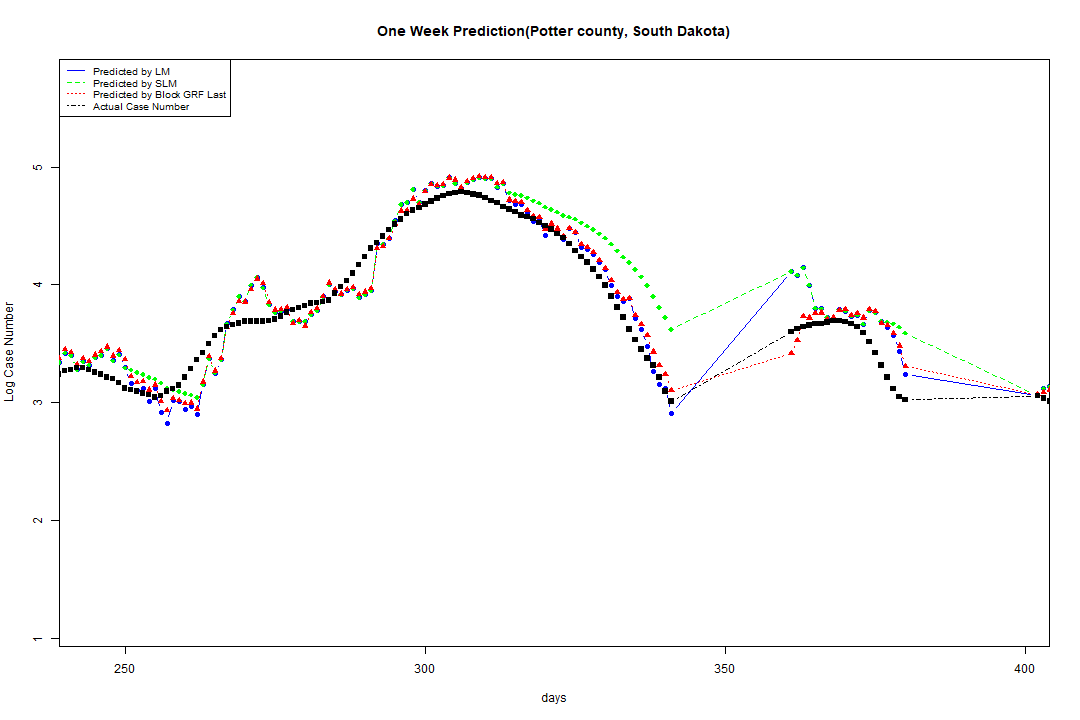 One Week Prediction(Potter county, South Dakota)
Predicted by LM
Predicted by SLM
Predicted by Block GRF Last
Actual Case Number
5
4
3
2
1
Log Case Number
250 300 350 400
days